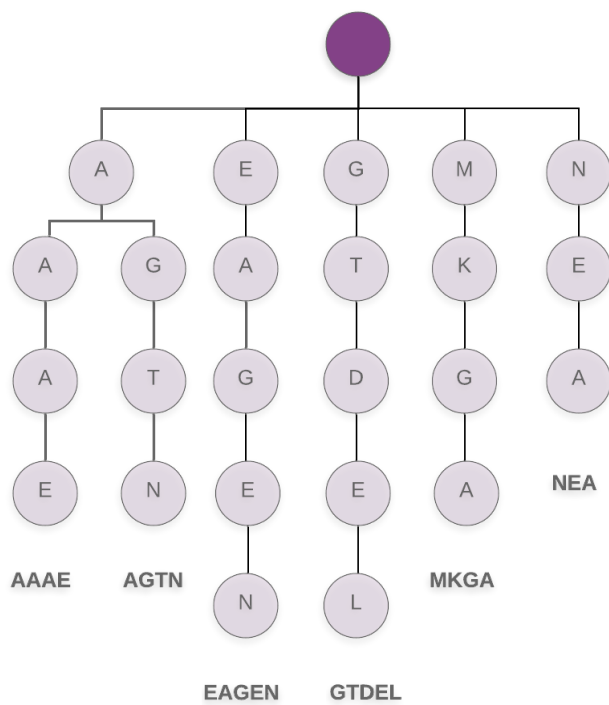 A E G M N
A G T K E
A T G D G A
E N E E A
NEA
AAAE AGTN MKGA
N L
EAGEN GTDEL